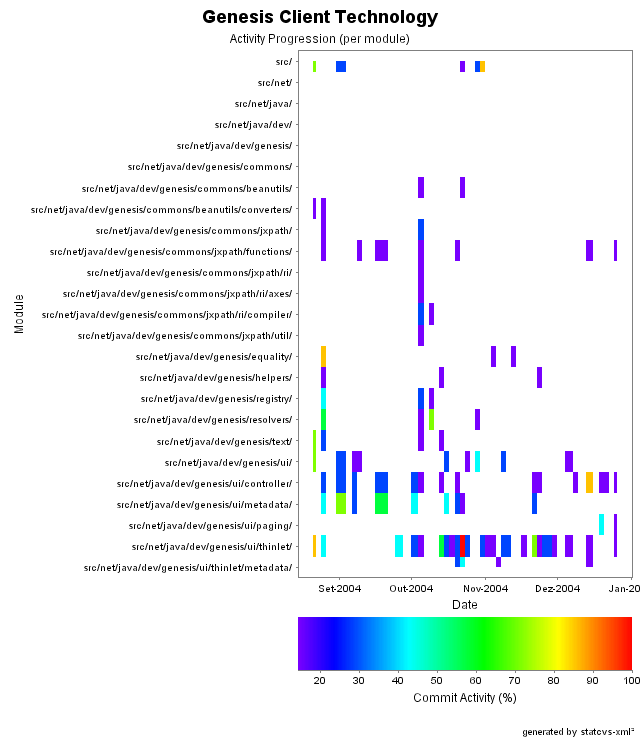 Genesis Client Technology
Activity Progression (per module)
src/
src/net/
src/net/java/
src/net/java/dev/
src/net/java/dev/genesis/
src/net/java/dev/genesis/commons/
src/net/java/dev/genesis/commons/beanutils/
src/net/java/dev/genesis/commons/beanutils/converters/
src/net/java/dev/genesis/commons/jxpath/
src/net/java/dev/genesis/commons/jxpath/functions/
src/net/java/dev/genesis/commons/jxpath/ri/
src/net/java/dev/genesis/commons/jxpath/ri/axes/
src/net/java/dev/genesis/commons/jxpath/ri/compiler/
src/net/java/dev/genesis/commons/jxpath/util/
src/net/java/dev/genesis/equality/
src/net/java/dev/genesis/helpers/
src/net/java/dev/genesis/registry/
src/net/java/dev/genesis/resolvers/
src/net/java/dev/genesis/text/
src/net/java/dev/genesis/ui/
src/net/java/dev/genesis/ui/controller/
src/net/java/dev/genesis/ui/metadata/
src/net/java/dev/genesis/ui/paging/
src/net/java/dev/genesis/ui/thinlet/
src/net/java/dev/genesis/ui/thinlet/metadata/
Module
Set-2004 Out-2004 Nov-2004 Dez-2004 Jan-20
Date
20 30 40 50 60 70 80 90 100
Commit Activity (%)
generated by statcvs-xml²